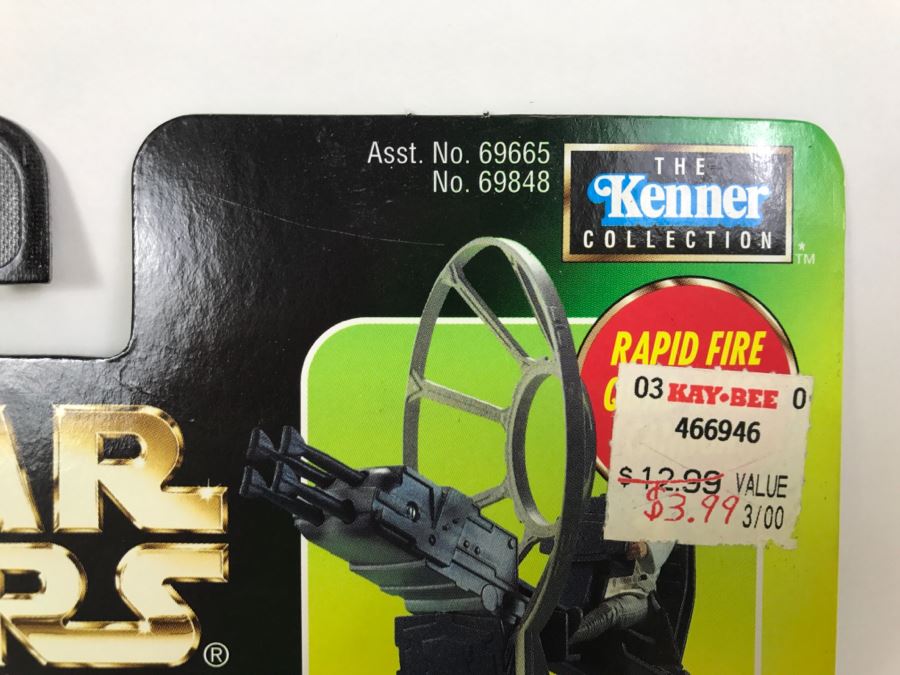 Asst. No. 69665
No. 69848
THE
Kenner
COLLECTION
*
TM
RAPID FIRE
03 KAY•BEE 0
466946
$12.99 VALUE
$3.99 3/00
AR
RS
®